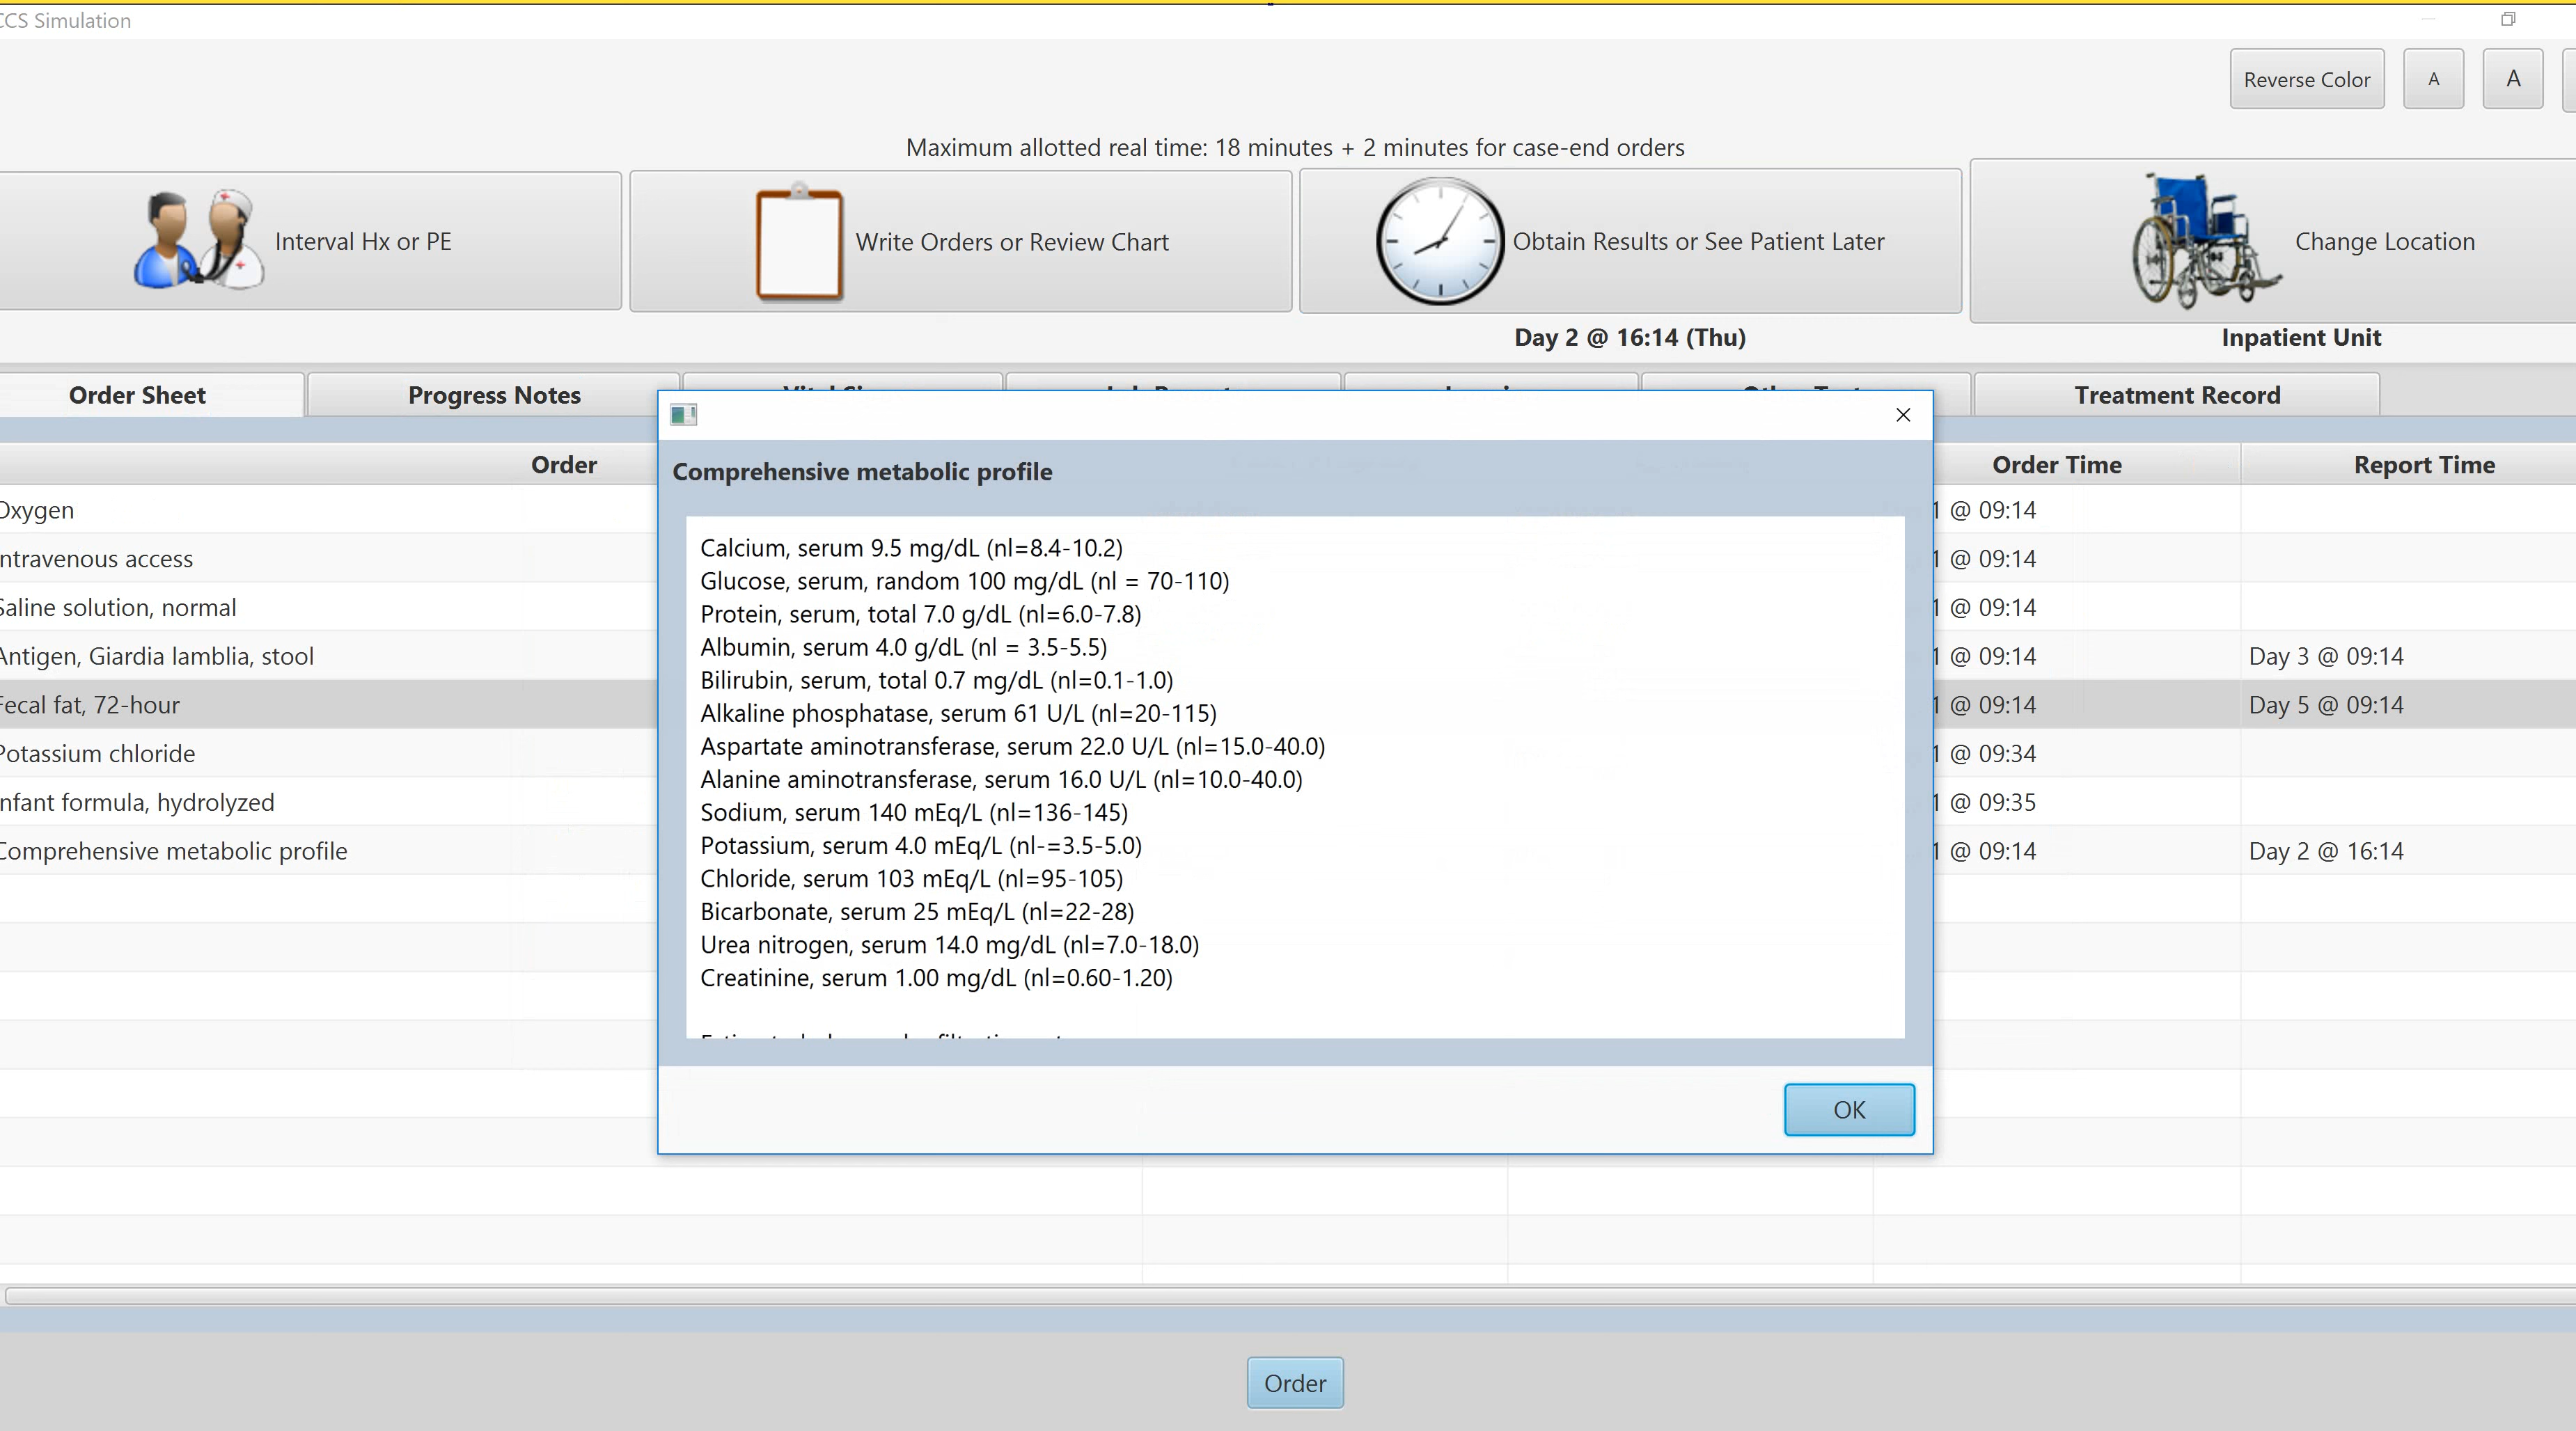 CCS Simulation
Reverse Color
A
A
Maximum allotted real time: 18 minutes + 2 minutes for case-end orders
Interval Hx or PE
Write Orders or Review Chart
Obtain Results or See Patient Later
Change Location
Day 2 @ 16:14 (Thu)
Inpatient Unit
Order Sheet
Progress Notes
Treatment Record
Order
Order Time
Report Time
Oxygen
1 @ 09:14
ntravenous access
1 @ 09:14
Saline solution, normal
1 @ 09:14
Antigen, Giardia lamblia, stool
1 @ 09:14
Day 3 @ 09:14
Fecal fat, 72-hour
1 @ 09:14
Day 5 @ 09:14
Potassium chloride
1 @ 09:34
nfant formula, hydrolyzed
1 @ 09:35
Comprehensive metabolic profile
1 @ 09:14
Day 2 @ 16:14
Comprehensive metabolic profile
Calcium, serum 9.5 mg/dL (nl=8.4-10.2)
Glucose, serum, random 100 mg/dL (nl = 70-110)
Protein, serum, total 7.0 g/dL (nl=6.0-7.8)
Albumin, serum 4.0 g/dL (nl = 3.5-5.5)
Bilirubin, serum, total 0.7 mg/dL (nl=0.1-1.0)
Alkaline phosphatase, serum 61 U/L (nl=20-115)
Aspartate aminotransferase, serum 22.0 U/L (nl=15.0-40.0)
Alanine aminotransferase, serum 16.0 U/L (nl=10.0-40.0)
Sodium, serum 140 mEq/L (nl=136-145)
Potassium, serum 4.0 mEq/L (nl-=3.5-5.0)
Chloride, serum 103 mEq/L (nl=95-105)
Bicarbonate, serum 25 mEq/L (nl=22-28)
Urea nitrogen, serum 14.0 mg/dL (nl=7.0-18.0)
Creatinine, serum 1.00 mg/dL (nl=0.60-1.20)
OK
Order